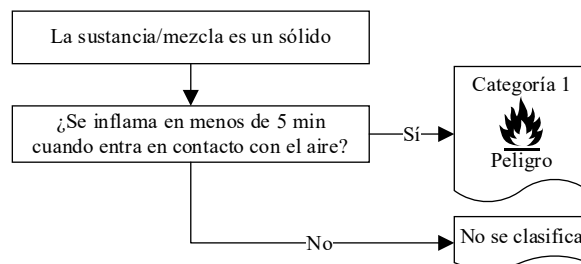 La sustancia/mezcla es un sólido
¿Se inflama en menos de 5 min
cuando entra en contacto con el aire?
Sí
Categoría 1
Peligro
No
No se clasifica